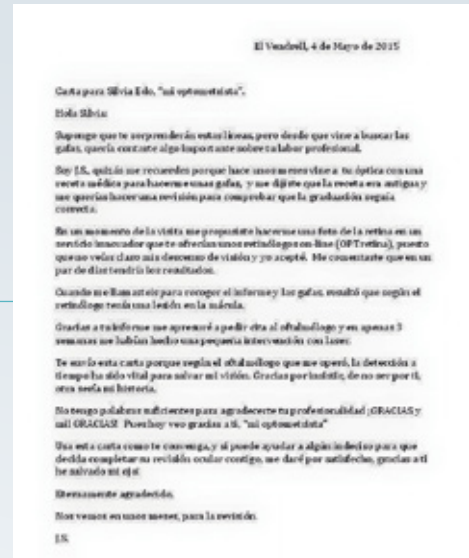 El Vendrell, 4 de Mayo de 2015
Carta para Silvia Edo, "mi optometrista".
Hola Silvia:
Supongo que te sorprenderán estas líneas, pero desde que vine a buscar las
gafas, quería contarte algo importante sobre tu labor profesional.
Soy J.S., quizás me recuerdes porque hace unos meses vine a tu óptica con una
receta médica para hacerme unas gafas, y me dijiste que la receta era antigua y
me querías hacer una revisión para comprobar que la graduación seguía
correcta.
En un momento de la visita me propusiste hacerme una foto de la retina en un
servicio innovador que te ofrecían unos retinólogos on-line (OPTretina), puesto
que no veías claro mis descenso de visión y yo acepté. Me comentaste que en un
par de días tendría los resultados.
Cuando me llamasteis para recoger el informe y las gafas, resultó que según el
retinólogo tenía una lesión en la mácula.
Gracias a tu informe me apresuré a pedir cita al oftalmólogo y en apenas 3
semanas me habían hecho una pequeña intervención con laser.
Te envío esta carta porque según el oftalmólogo que me operó, la detección a
tiempo ha sido vital para salvar mi visión. Gracias por insistir, de no ser por ti,
otra sería mi historia.
No tengo palabras suficientes para agradecerte tu profesionalidad ¡GRACIAS y
mil GRACIAS! Pues hoy veo gracias a ti, "mi optometrista"
Usa esta carta como te convenga, y si puede ayudar a algún indeciso para que
decida completar su revisión ocular contigo, me daré por satisfecho, gracias a ti
he salvado mi ojo!
Eternamente agradecido,
Nos vemos en unos meses, para la revisión.
J.S.